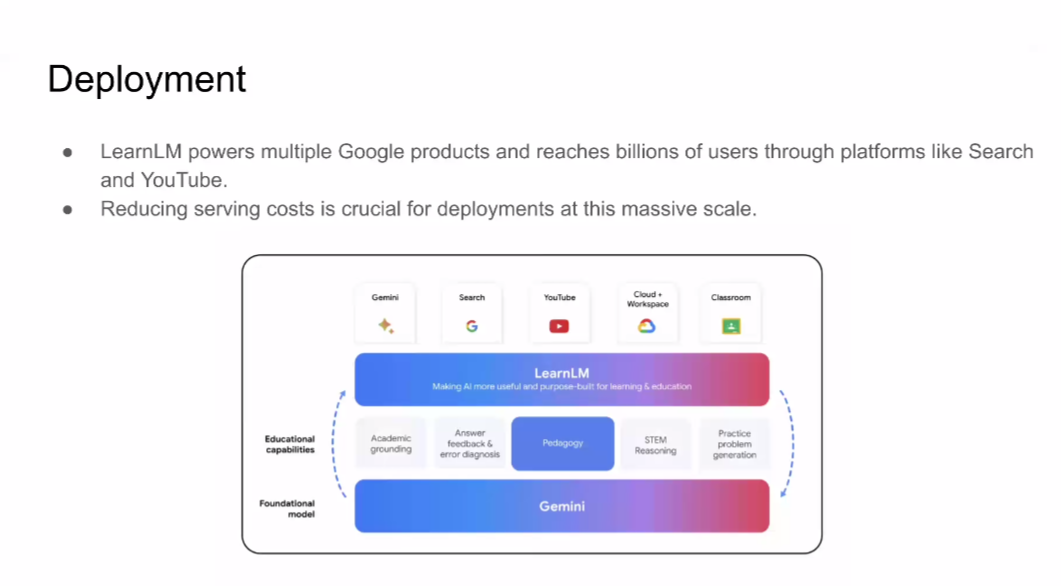 Deployment
● LearnLM powers multiple Google products and reaches billions of users through platforms like Search
and YouTube.
● Reducing serving costs is crucial for deployments at this massive scale.
Gemini
Search
YouTube
Cloud +
Workspace
Classroom
LearnLM
Making AI more useful and purpose-built for learning & education
Educational
capabilities
Academic
grounding
Answer
feedback &
error diagnosis
Pedagogy
STEM
Reasoning
Practice
problem
generation
Foundational
model
Gemini